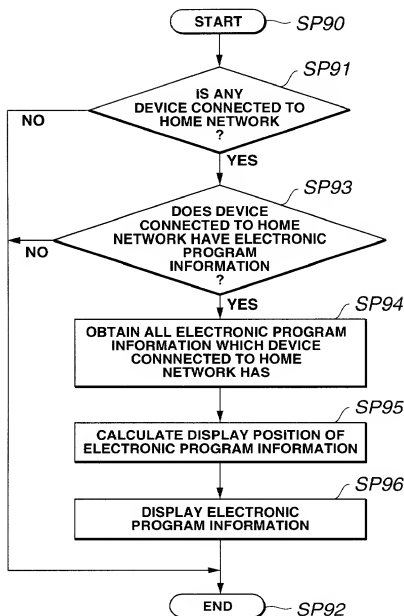 START
SP90
SP91
IS ANY
DEVICE CONNECTED TO
HOME NETWORK
?
NO
YES
SP93
DOES DEVICE
CONNECTED TO HOME
NETWORK HAVE ELECTRONIC
PROGRAM
INFORMATION
?
NO
YES
SP94
OBTAIN ALL ELECTRONIC PROGRAM
INFORMATION WHICH DEVICE
CONNNECTED TO HOME
NETWORK HAS
SP95
CALCULATE DISPLAY POSITION OF
ELECTRONIC PROGRAM INFORMATION
SP96
DISPLAY ELECTRONIC
PROGRAM INFORMATION
END
SP92